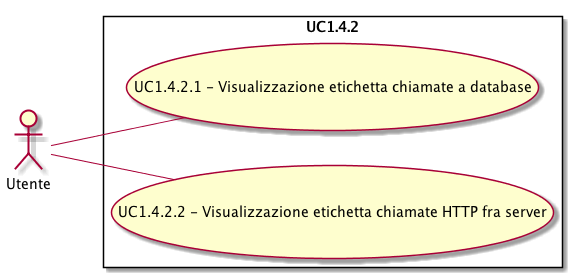 UC1.4.2
UC1.4.2.1 – Visualizzazione etichetta chiamate a database
Utente
UC1.4.2.2 – Visualizzazione etichetta chiamate HTTP fra server